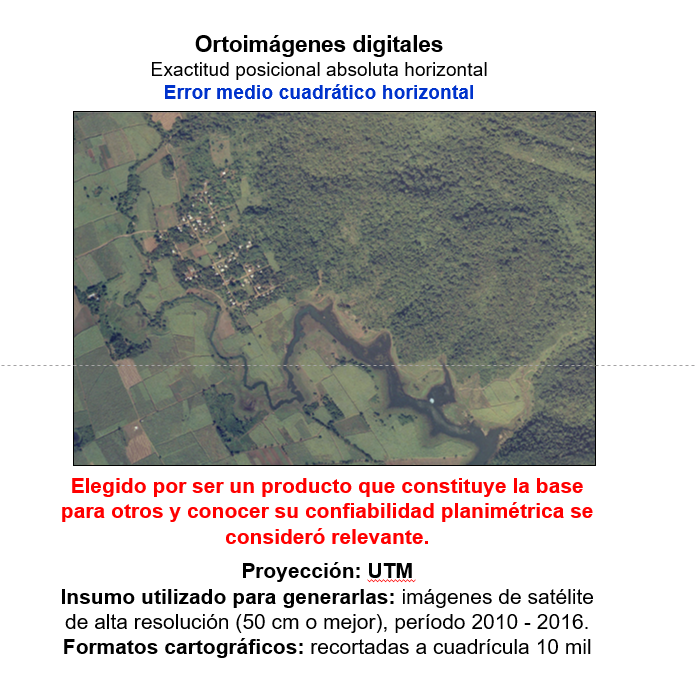 Ortoimágenes digitales
Exactitud posicional absoluta horizontal
Error medio cuadrático horizontal
Elegido por ser un producto que constituye la base
para otros y conocer su confiabilidad planimétrica se
consideró relevante.
Proyección: UTM
Insumo utilizado para generarlas: imágenes de satélite
de alta resolución (50 cm o mejor), período 2010 - 2016.
Formatos cartográficos: recortadas a cuadrícula 10 mil